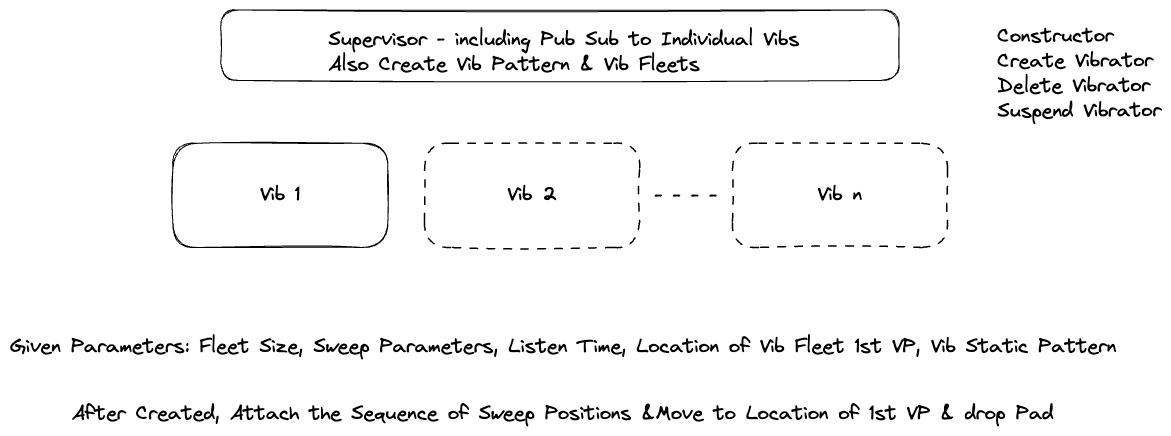 Supervisor - including Pub Sub to Individual Vibs
Also Create Vib Pattern & Vib Fleets
Constructor
Create Vibrator
Delete Vibrator
Suspend Vibrator
Vib 1
Vib 2
Vib n
Given Parameters: Fleet Size, Sweep Parameters, Listen Time, Location of Vib Fleet 1st VP, Vib Static Pattern
After Created, Attach the Sequence of Sweep Positions &Move to Location of 1st VP & drop Pad